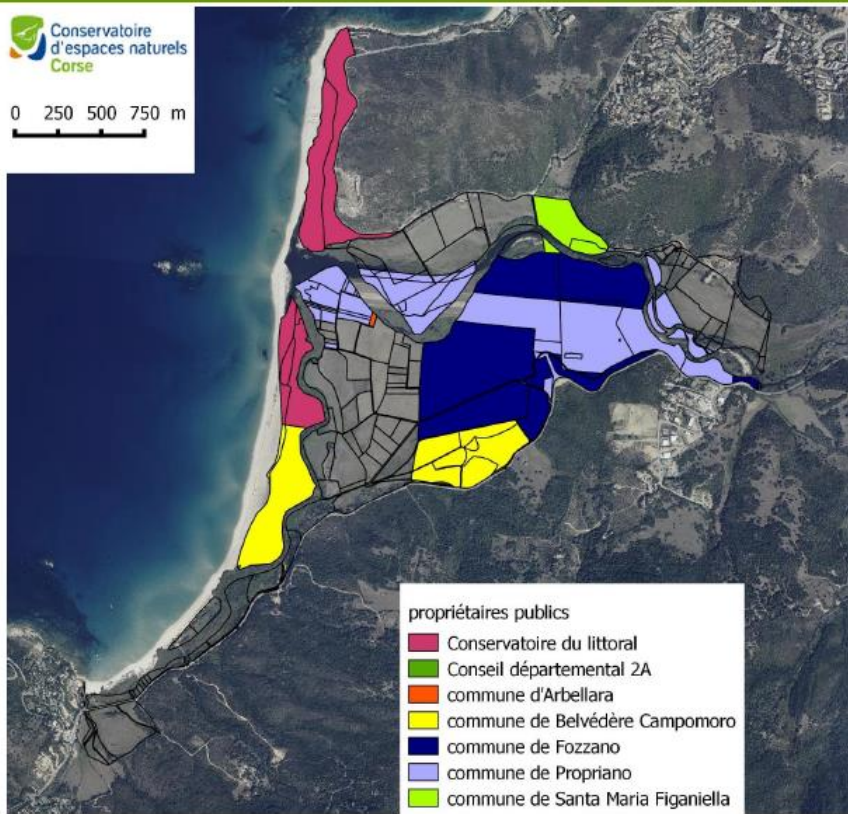 Conservatoire
d'espaces naturels
Corse
0 250 500 750 m
propriétaires publics
Conservatoire du littoral
Conseil départemental 2A
commune d'Arbellara
commune de Belvédère Campomoro
commune de Fozzano
commune de Propriano
commune de Santa Maria Figaniella